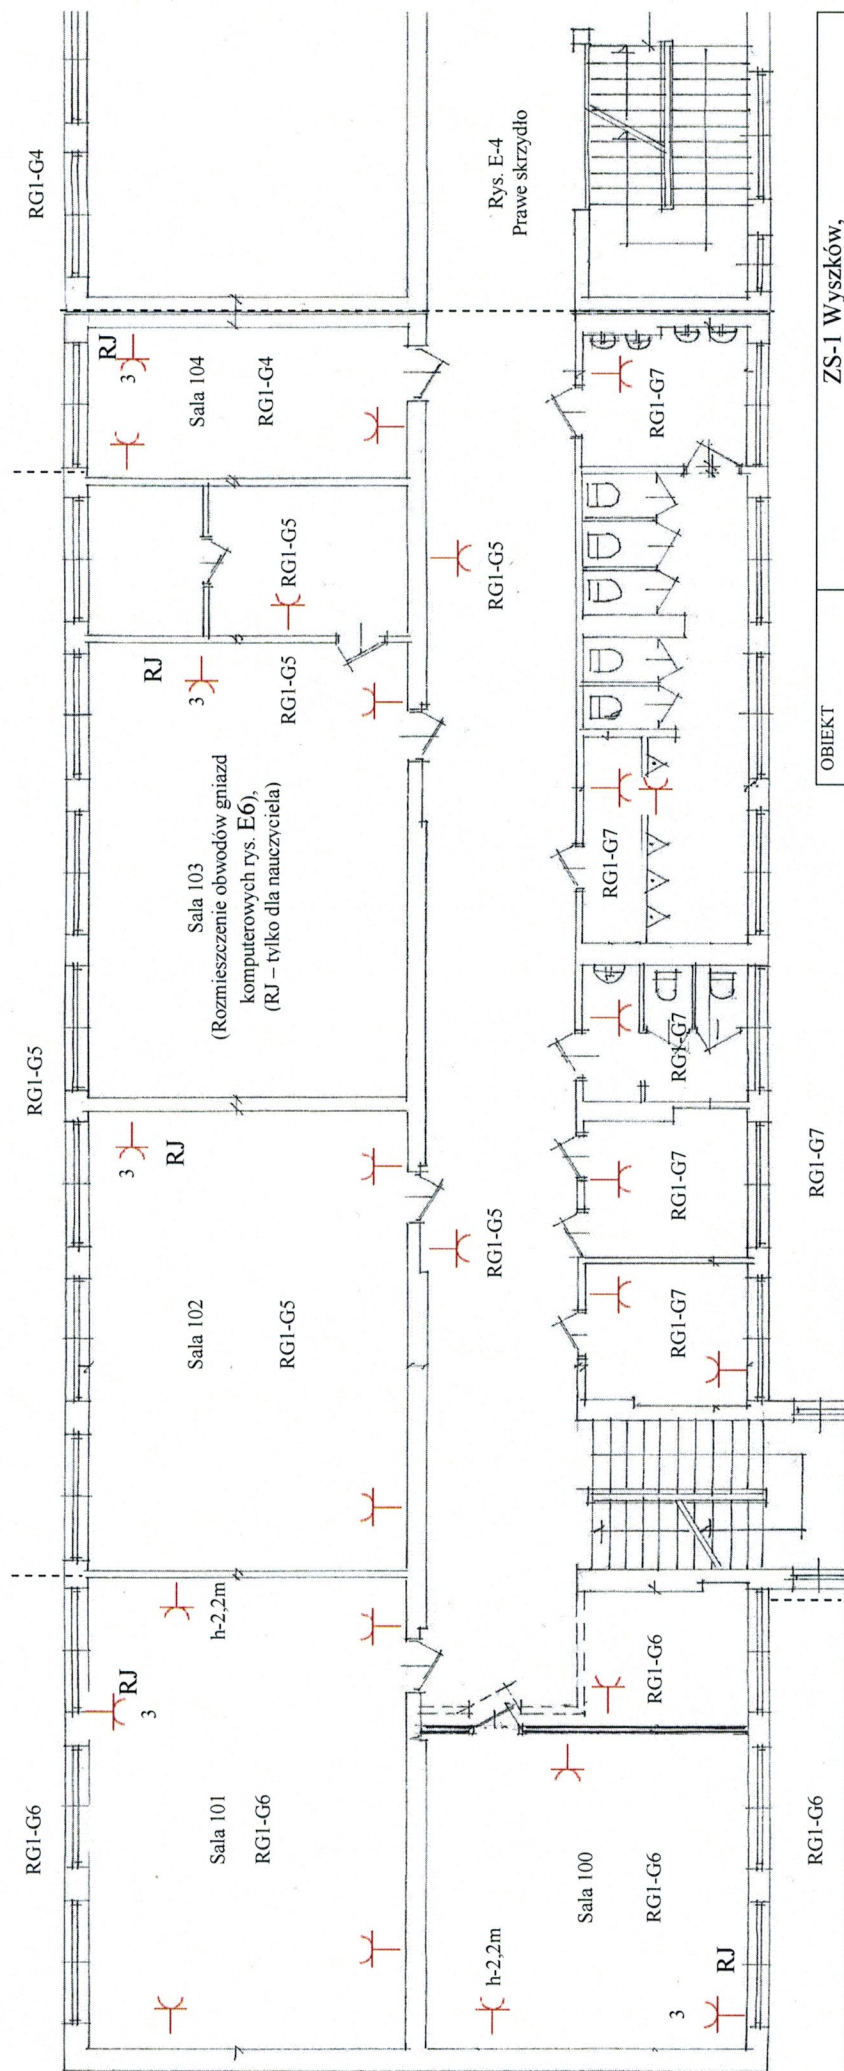 RG1-G6
RG1-G5
RG1-G4
RJ
3
h-2,2m
Sala 101
RG1-G6
3
RJ
Sala 102
RG1-G5
RJ
3
Sala 103
(Rozmieszczenie obwodów gniazd
komputerowych rys. E6),
(RJ – tylko dla nauczyciela)
RG1-G5
RG1-G5
RJ
3
Sala 104
RG1-G4
RG1-G5
RG1-G5
Rys. E-4
Prawe skrzydło
h-2,2m
Sala 100
RG1-G6
3
RJ
RG1-G6
RG1-G7
RG1-G7
RG1-G7
RG1-G7
RG1-G7
RG1-G6
RG1-G7
OBIEKT
ZS-1 Wyszków,